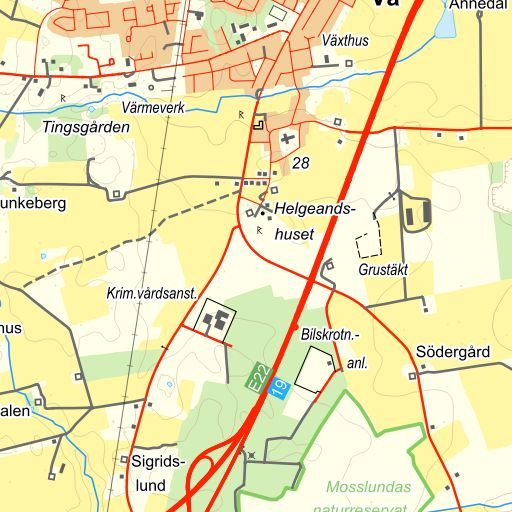 Vä
Annedal
Växthus
Värmeverk
Tingsgården
28
unkeberg
Helgeands-
huset
Grustäkt
Krim.vårdsanst.
hus
Bilskrotn.-
anl.
Södergård
E22
19
alen
Sigrids-
lund
Mosslundas
naturreservat